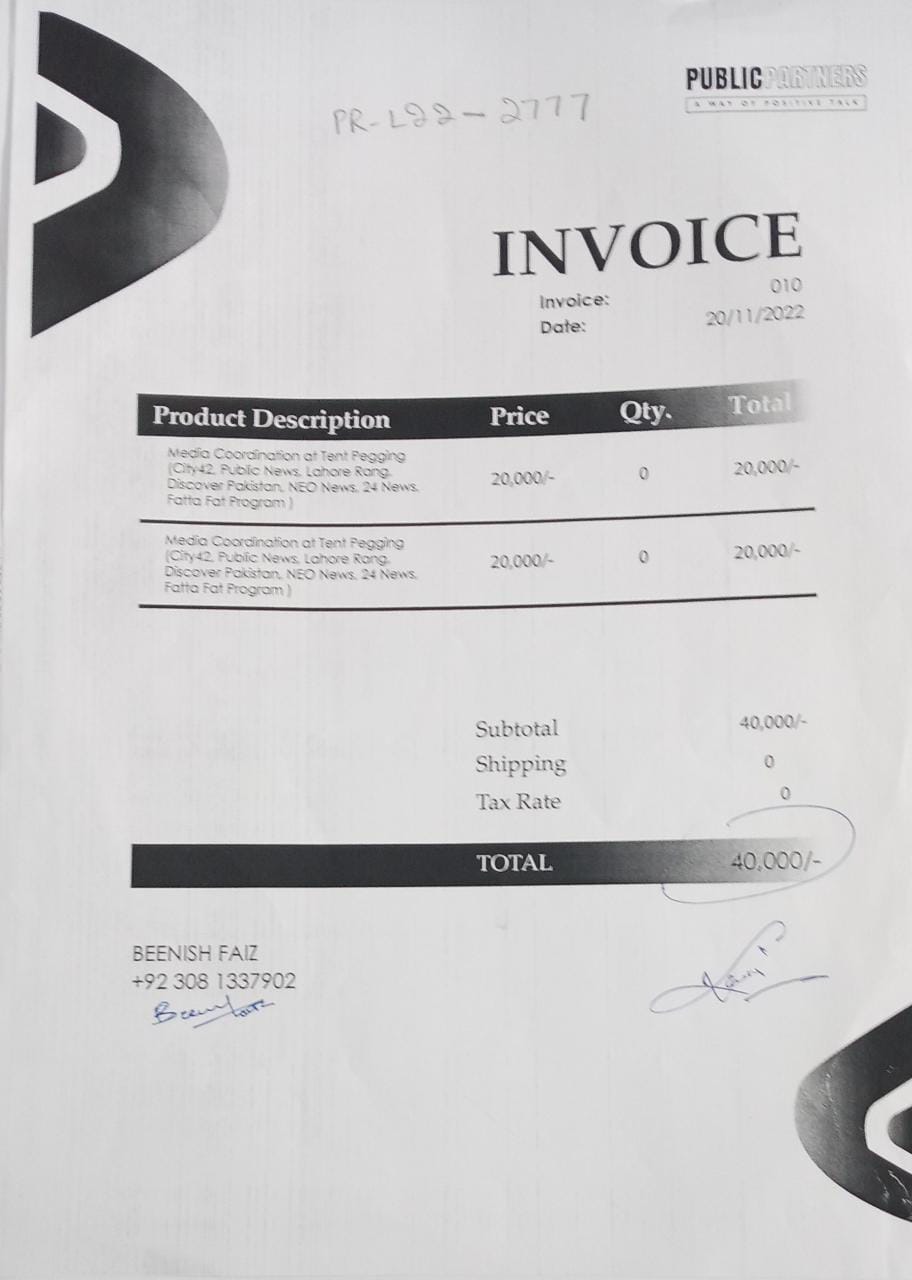 PUBLIC PARTNERS
A WAY OF POSITIVE TALK
PR-L22-2777
INVOICE
Invoice: 010
Date: 20/11/2022
Product Description Price Qty. Total
Media Coordination at Tent Pegging
(City42, Public News, Lahore Rang,
Discover Pakistan, NEO News, 24 News,
Fatta Fat Program )
20,000/- 0 20,000/-
Media Coordination at Tent Pegging
(City42, Public News, Lahore Rang,
Discover Pakistan, NEO News, 24 News,
Fatta Fat Program )
20,000/- 0 20,000/-
Subtotal 40,000/-
Shipping 0
Tax Rate 0
TOTAL 40,000/-
BEENISH FAIZ
+92 308 1337902